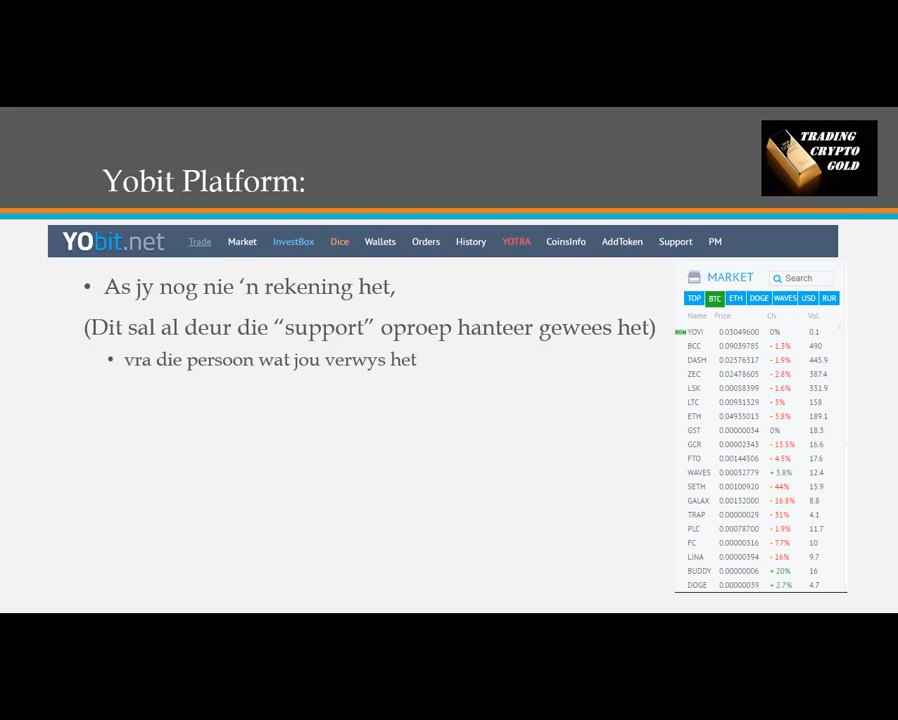 TRADING
CRYPTO
GOLD
Yobit Platform:
YObit.net Trade Market InvestBox Dice Wallets Orders History YOTRA CoinsInfo AddToken Support PM
• As jy nog nie ‘n rekening het,
(Dit sal al deur die “support” oproep hanteer gewees het)
• vra die persoon wat jou verwys het
MARKET Search
TOP BTC ETH DOGE WAVES USD RUR
Name Price Ch. Vol.
YOVI 0.03049600 0% 0.1
BCC 0.09039785 - 1.3% 490
DASH 0.02576317 - 1.9% 445.9
ZEC 0.02478605 - 2.8% 387.4
LSK 0.00058399 - 1.6% 331.9
LTC 0.00931329 - 3% 158
ETH 0.04935013 - 3.8% 189.1
GST 0.00000034 0% 18.3
GCR 0.00002343 - 13.5% 16.6
FTO 0.00144506 - 4.5% 17.6
WAVES 0.00032779 + 3.8% 12.4
SETH 0.00100920 - 44% 15.9
GALAX 0.00132000 - 16.8% 8.8
TRAP 0.00000029 - 31% 4.1
PLC 0.00078700 - 1.9% 11.7
FC 0.00000316 - 7.7% 10
LINA 0.00000394 - 16% 9.7
BUDDY 0.00000006 + 20% 16
DOGE 0.00000039 + 2.7% 4.7